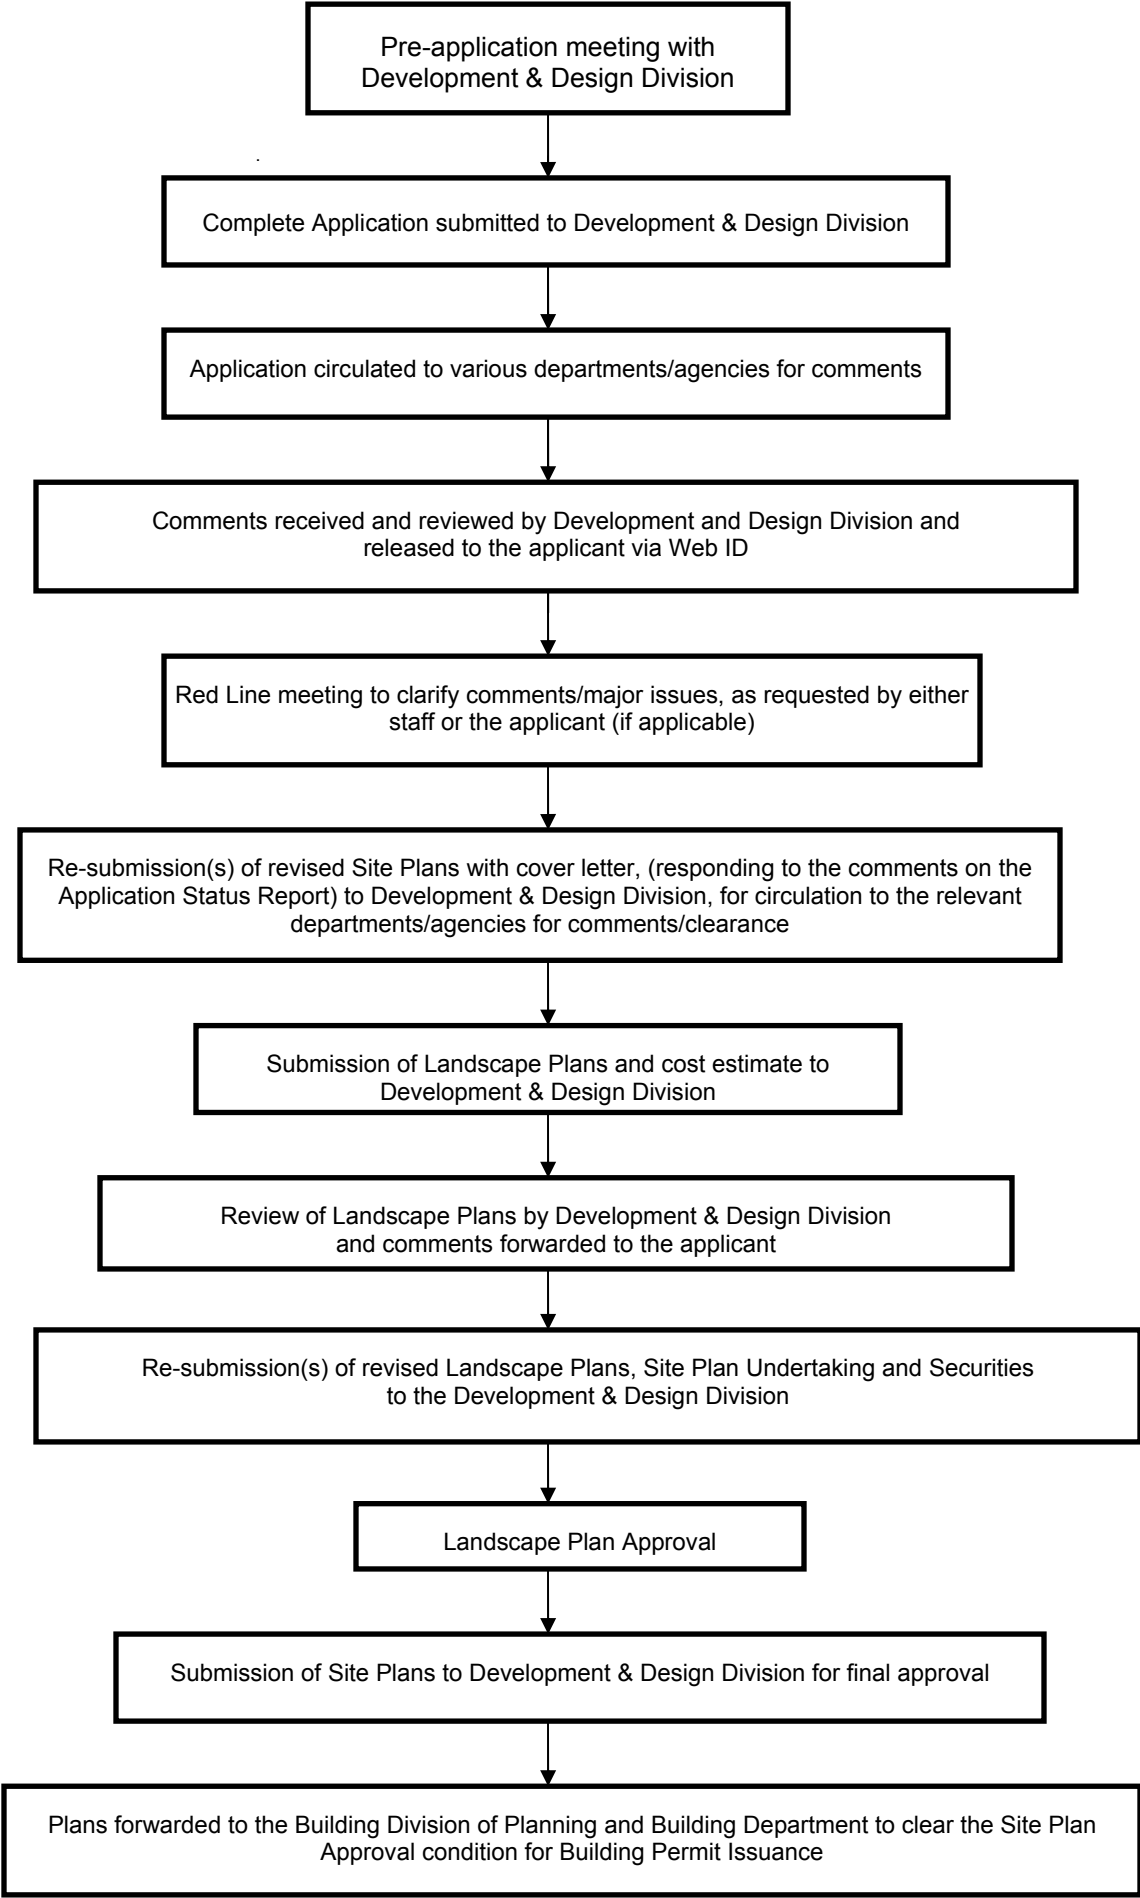 Pre-application meeting with
Development & Design Division
.
Complete Application submitted to Development & Design Division
Application circulated to various departments/agencies for comments
Comments received and reviewed by Development and Design Division and
released to the applicant via Web ID
Red Line meeting to clarify comments/major issues, as requested by either
staff or the applicant (if applicable)
Re-submission(s) of revised Site Plans with cover letter, (responding to the comments on the
Application Status Report) to Development & Design Division, for circulation to the relevant
departments/agencies for comments/clearance
Submission of Landscape Plans and cost estimate to
Development & Design Division
Review of Landscape Plans by Development & Design Division
and comments forwarded to the applicant
Re-submission(s) of revised Landscape Plans, Site Plan Undertaking and Securities
to the Development & Design Division
Landscape Plan Approval
Submission of Site Plans to Development & Design Division for final approval
Plans forwarded to the Building Division of Planning and Building Department to clear the Site Plan
Approval condition for Building Permit Issuance